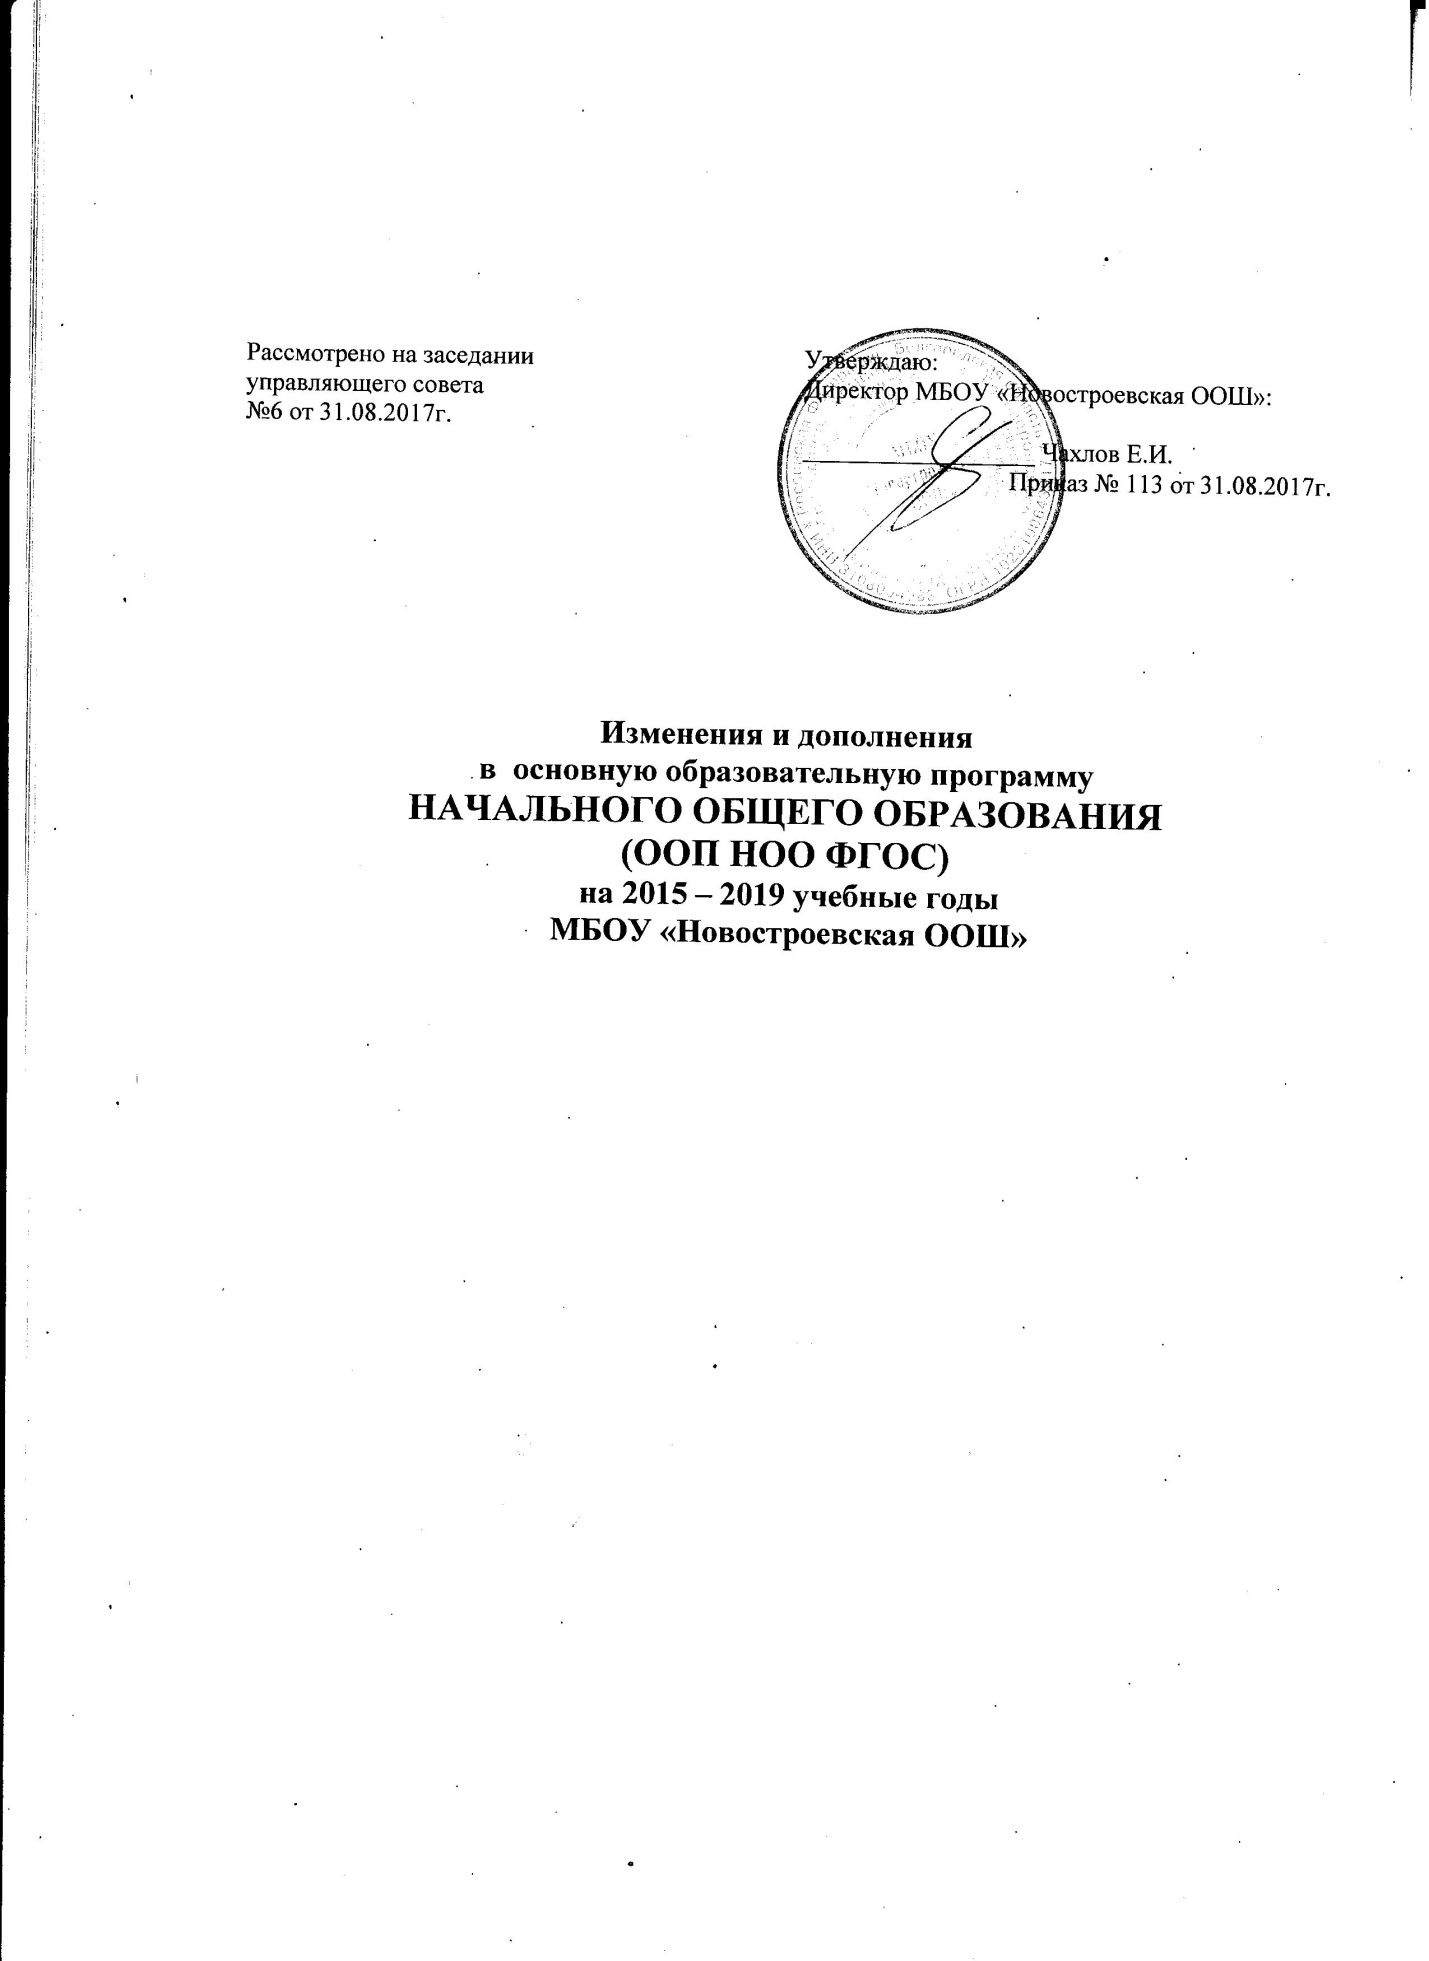 Рассмотрено на заседании
управляющего совета
№6 от 31.08.2017г.
Утверждаю:
Директор МБОУ «Новостроевская ООШ»:
Чахлов Е.И.
Приказ № 113 от 31.08.2017г.
Изменения и дополнения
в основную образовательную программу
НАЧАЛЬНОГО ОБЩЕГО ОБРАЗОВАНИЯ
(ООП НОО ФГОС)
на 2015 – 2019 учебные годы
МБОУ «Новостроевская ООШ»